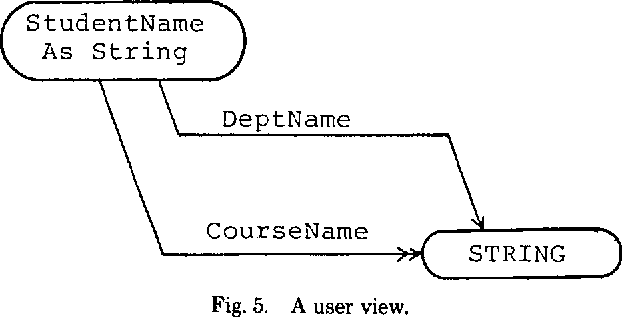 StudentName
As String
DeptName
CourseName
STRING
Fig. 5. A user view.